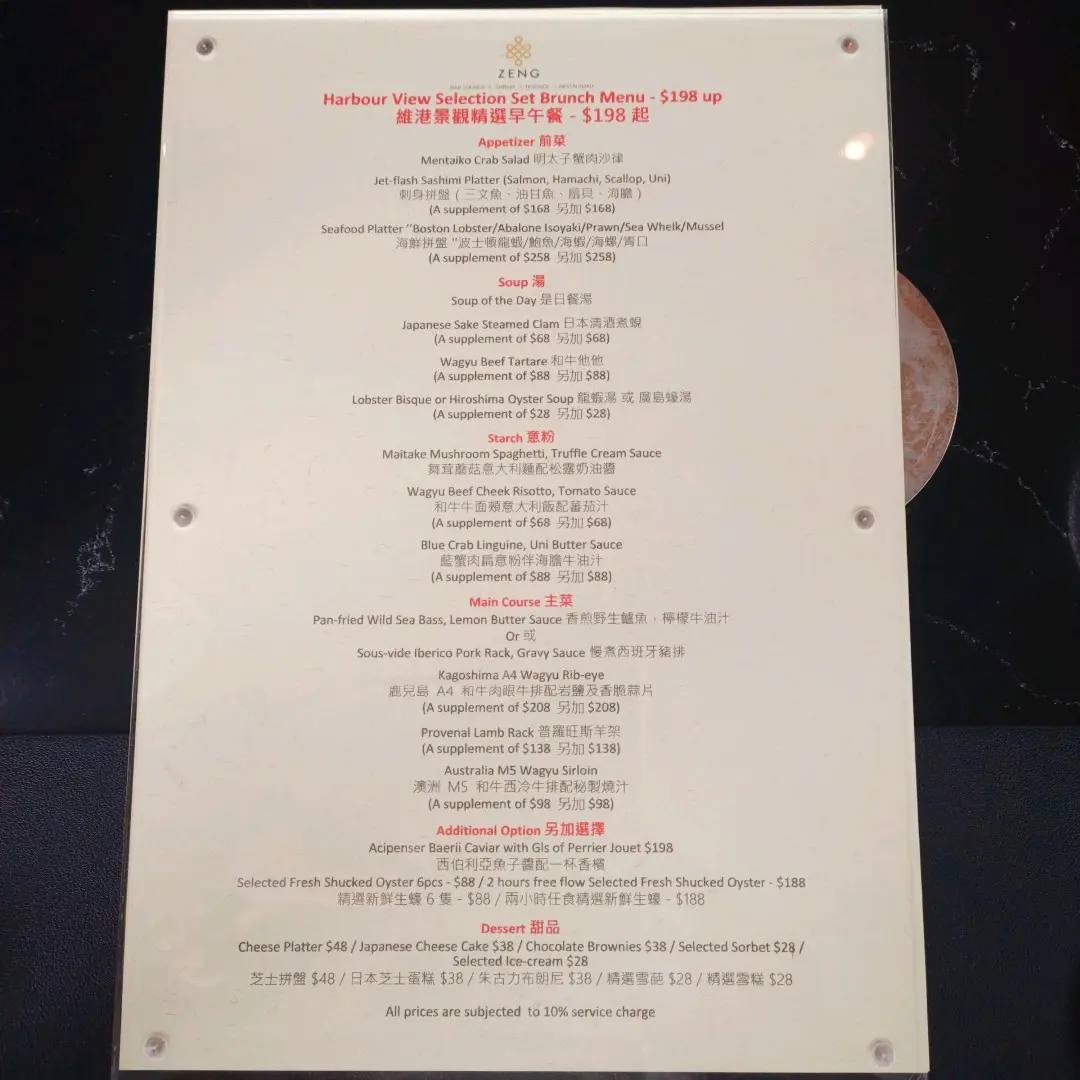 ZENG
Harbour View Selection Set Brunch Menu - $198 up
維港景觀精選早午餐 - $198 起
Appetizer 前菜
Mentaiko Crab Salad 明太子蟹肉沙律
Jet-flash Sashimi Platter (Salmon, Hamachi, Scallop, Uni)
刺身拼盤 ( 三文魚、油甘魚、扇貝、海膽 )
(A supplement of $168 另加 $168)
Seafood Platter "Boston Lobster/Abalone Isoyaki/Prawn/Sea Whelk/Mussel
海鮮拼盤 "波士頓龍蝦/鮑魚/海蝦/海螺/青口
(A supplement of $258 另加 $258)
Soup 湯
Soup of the Day 是日餐湯
Japanese Sake Steamed Clam 日本清酒煮蜆
(A supplement of $68 另加 $68)
Wagyu Beef Tartare 和牛他他
(A supplement of $88 另加 $88)
Lobster Bisque or Hiroshima Oyster Soup 龍蝦湯 或 廣島蠔湯
(A supplement of $28 另加 $28)
Starch 意粉
Maitake Mushroom Spaghetti, Truffle Cream Sauce
舞茸蘑菇意大利麵配松露奶油醬
Wagyu Beef Cheek Risotto, Tomato Sauce
和牛牛面頰意大利飯配蕃茄汁
(A supplement of $68 另加 $68)
Blue Crab Linguine, Uni Butter Sauce
藍蟹肉扁意粉伴海膽牛油汁
(A supplement of $88 另加 $88)
Main Course 主菜
Pan-fried Wild Sea Bass, Lemon Butter Sauce 香煎野生鱸魚，檸檬牛油汁
Or 或
Sous-vide Iberico Pork Rack, Gravy Sauce 慢煮西班牙豬排
Kagoshima A4 Wagyu Rib-eye
鹿兒島 A4 和牛肉眼牛排配岩鹽及香脆蒜片
(A supplement of $208 另加 $208)
Provenal Lamb Rack 普羅旺斯羊架
(A supplement of $138 另加 $138)
Australia M5 Wagyu Sirloin
澳洲 M5 和牛西冷牛排配秘製燒汁
(A supplement of $98 另加 $98)
Additional Option 另加選擇
Acipenser Baerii Caviar with Gls of Perrier Jouet $198
西伯利亞魚子醬配一杯香檳
Selected Fresh Shucked Oyster 6pcs - $88 / 2 hours free flow Selected Fresh Shucked Oyster - $188
精選新鮮生蠔 6 隻 - $88 / 兩小時任食精選新鮮生蠔 - $188
Dessert 甜品
Cheese Platter $48 / Japanese Cheese Cake $38 / Chocolate Brownies $38 / Selected Sorbet $28 /
Selected Ice-cream $28
芝士拼盤 $48 / 日本芝士蛋糕 $38 / 朱古力布朗尼 $38 / 精選雪葩 $28 / 精選雪糕 $28
All prices are subjected to 10% service charge